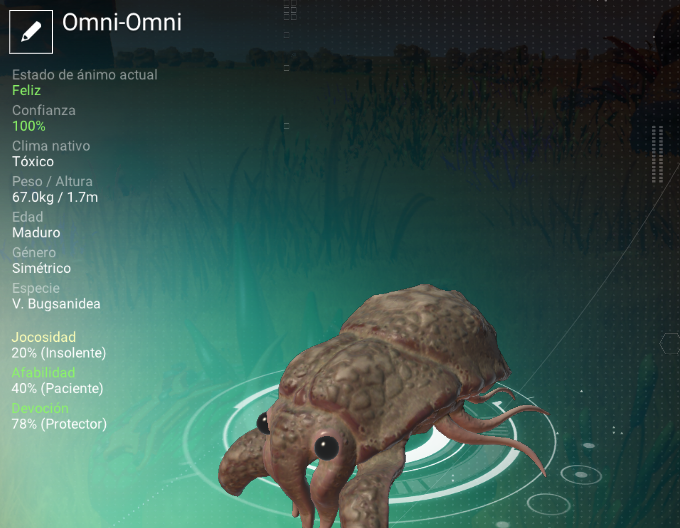 Omni-Omni
Estado de ánimo actual
Feliz
Confianza
100%
Clima nativo
Tóxico
Peso / Altura
67.0kg / 1.7m
Edad
Maduro
Género
Simétrico
Especie
V. Bugsanidea
Jocosidad
20% (Insolente)
Afabilidad
40% (Paciente)
Devoción
78% (Protector)